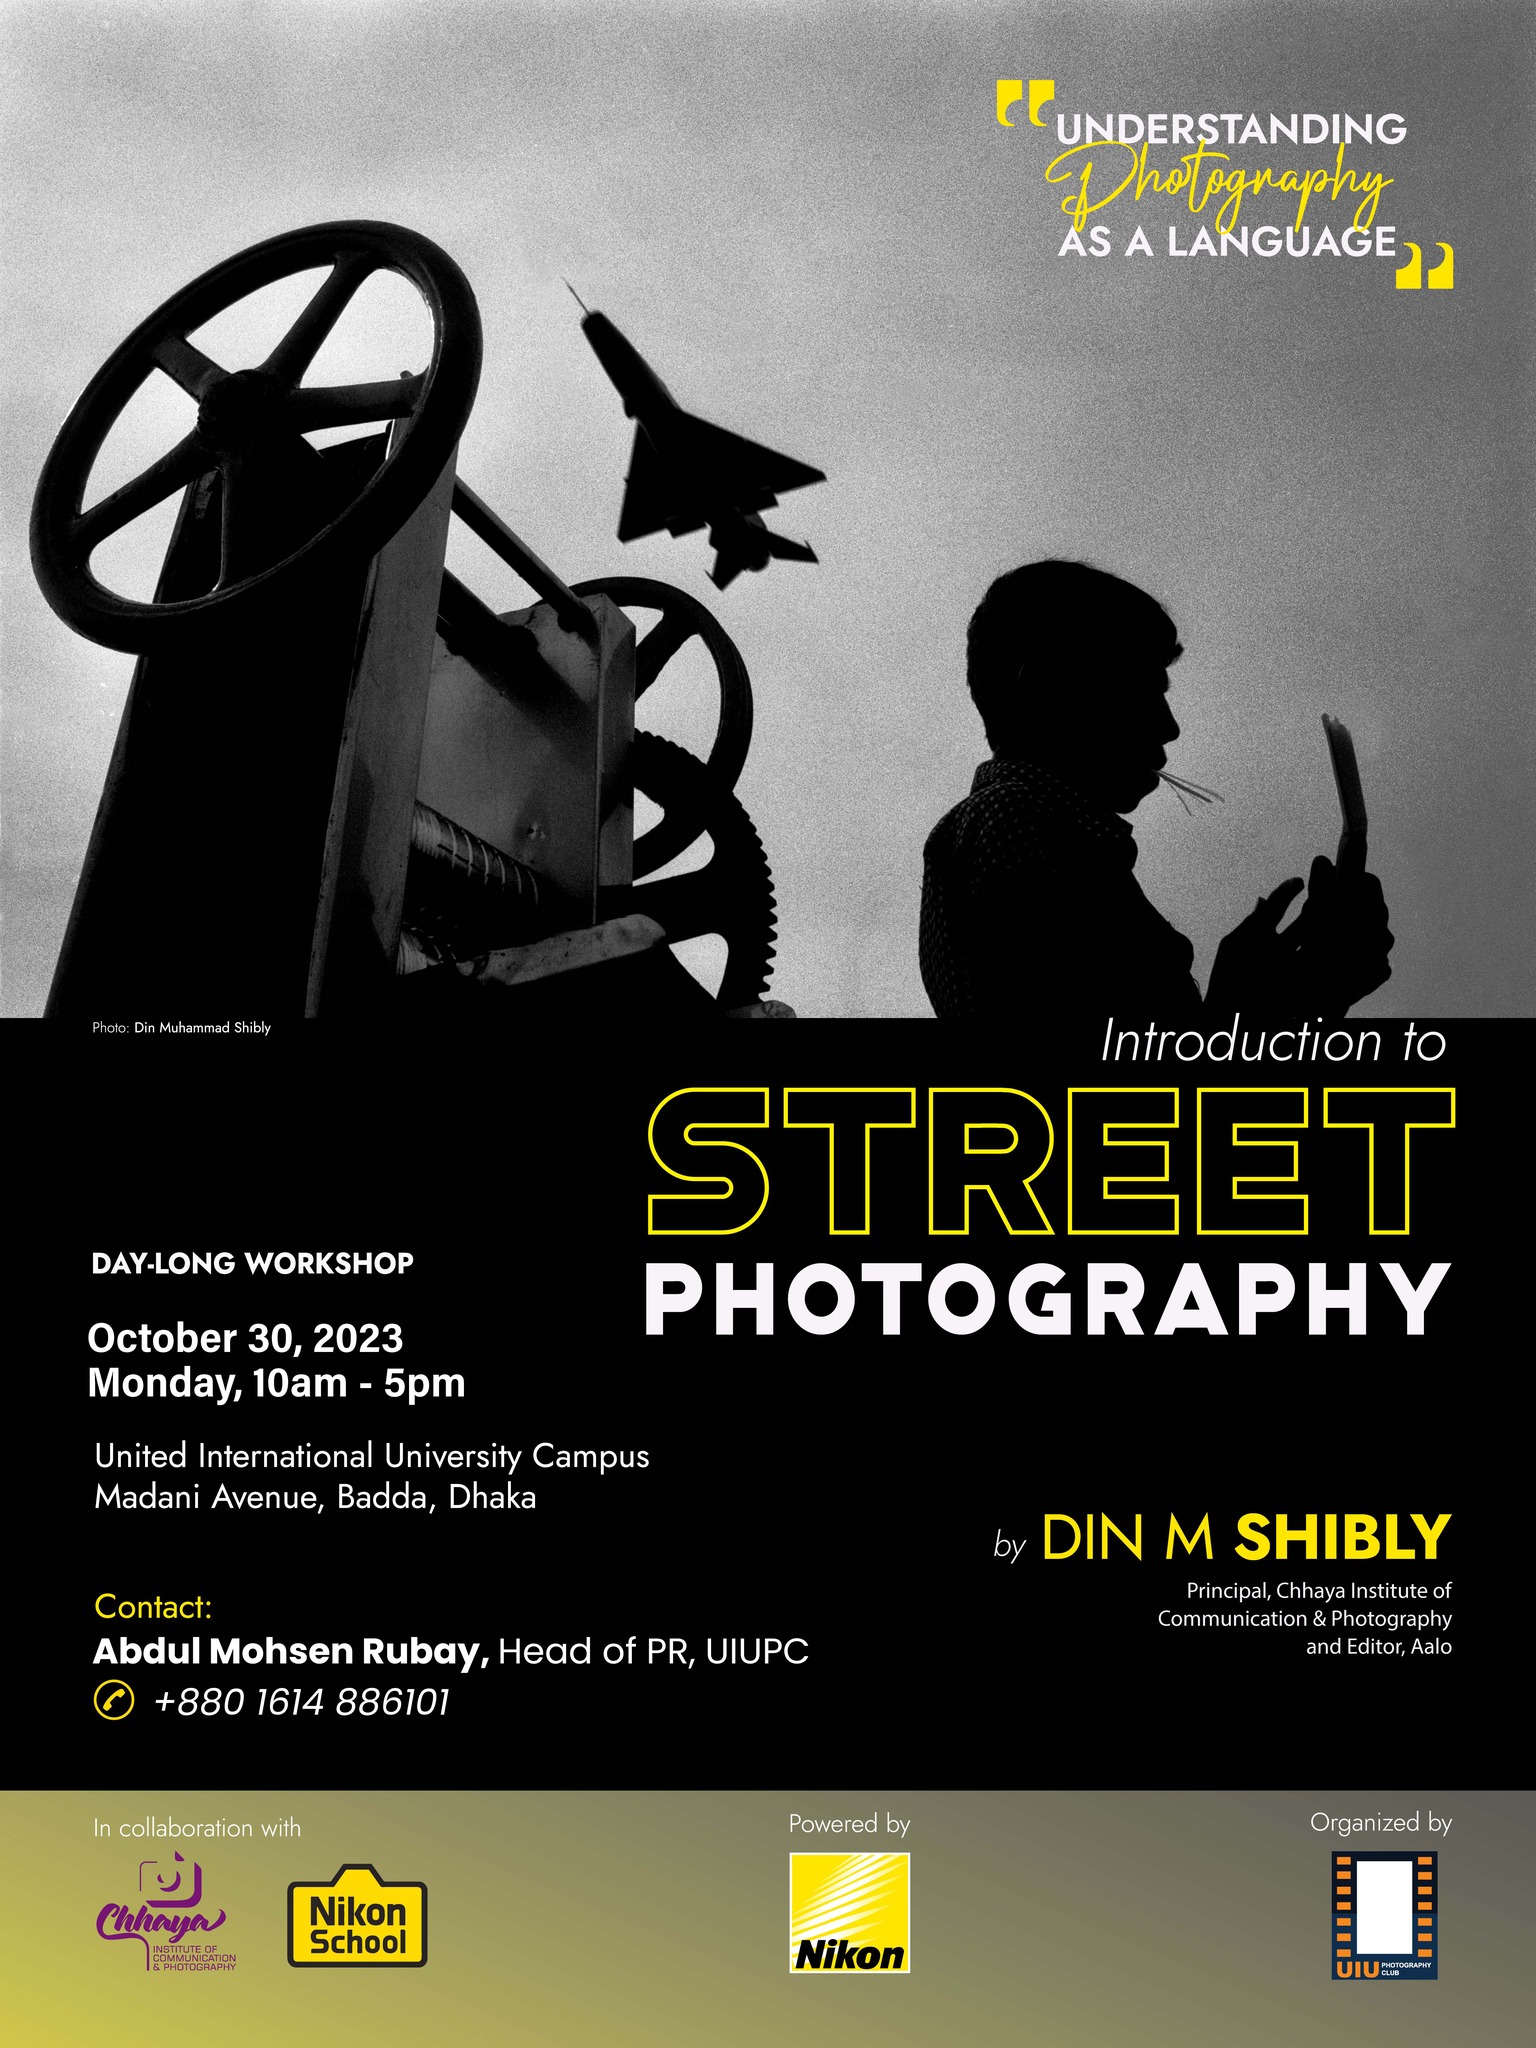 UNDERSTANDING
Photography
AS A LANGUAGE
Photo: Din Muhammad Shibly
Introduction to
STREET
PHOTOGRAPHY
DAY-LONG WORKSHOP
October 30, 2023
Monday, 10am - 5pm
United International University Campus
Madani Avenue, Badda, Dhaka
by DIN M SHIBLY
Principal, Chhaya Institute of
Communication & Photography
and Editor, Aalo
Contact:
Abdul Mohsen Rubay, Head of PR, UIUPC
+880 1614 886101
In collaboration with
Chhaya
INSTITUTE OF
COMMUNICATION
& PHOTOGRAPHY
Nikon
School
Powered by
Nikon
Organized by
UIU PHOTOGRAPHY
CLUB